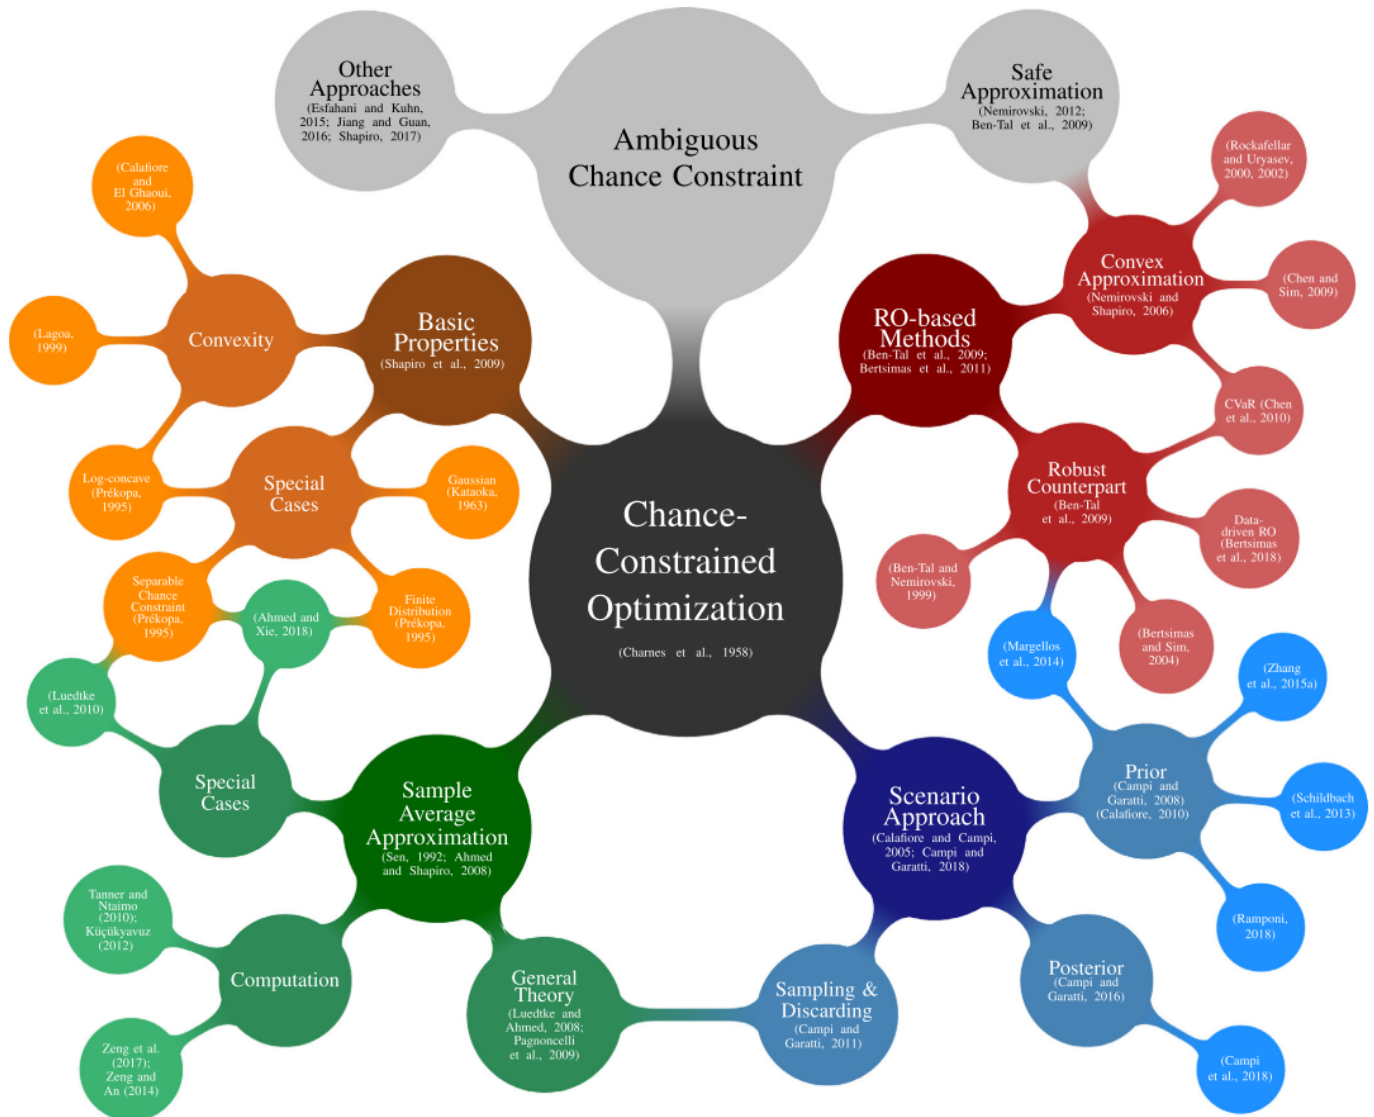 Other
Approaches
(Esfahani and Kuhn,
2015; Jiang and Guan,
2016; Shapiro, 2017)
Ambiguous
Chance Constraint
Safe
Approximation
(Nemirovski, 2012;
Ben-Tal et al., 2009)
(Calafiore
and
El Ghaoui,
2006)
(Rockafellar
and Uryasev,
2000, 2002)
Convexity
(Lagoa,
1999)
Basic
Properties
(Shapiro et al., 2009)
RO-based
Methods
(Ben-Tal et al., 2009;
Bertsimas et al., 2011)
Convex
Approximation
(Nemirovski and
Shapiro, 2006)
(Chen and
Sim, 2009)
CVaR (Chen
et al., 2010)
Log-concave
(Prékopa,
1995)
Special
Cases
Gaussian
(Kataoka,
1963)
Chance-
Constrained
Optimization
(Charnes et al., 1958)
Robust
Counterpart
(Ben-Tal
et al., 2009)
Data-
driven RO
(Bertsimas
et al., 2018)
(Ben-Tal and
Nemirovski,
1999)
(Bertsimas
and Sim,
2004)
Separable
Chance
Constraint
(Prékopa,
1995)
(Ahmed and
Xie, 2018)
Finite
Distribution
(Prékopa,
1995)
(Margellos
et al., 2014)
(Zhang
et al., 2015a)
(Luedtke
et al., 2010)
Special
Cases
Sample
Average
Approximation
(Sen, 1992; Ahmed
and Shapiro, 2008)
Scenario
Approach
(Calafiore and Campi,
2005; Campi and
Garatti, 2018)
Prior
(Campi and
Garatti, 2008)
(Calafiore, 2010)
(Schildbach
et al., 2013)
(Ramponi,
2018)
Tanner and
Ntaimo
(2010);
Küçükyavuz
(2012)
Computation
General
Theory
(Luedtke and
Ahmed, 2008;
Pagnoncelli
et al., 2009)
Sampling &
Discarding
(Campi and
Garatti, 2011)
Posterior
(Campi and
Garatti, 2016)
Zeng et al.
(2017);
Zeng and
An (2014)
(Campi
et al., 2018)